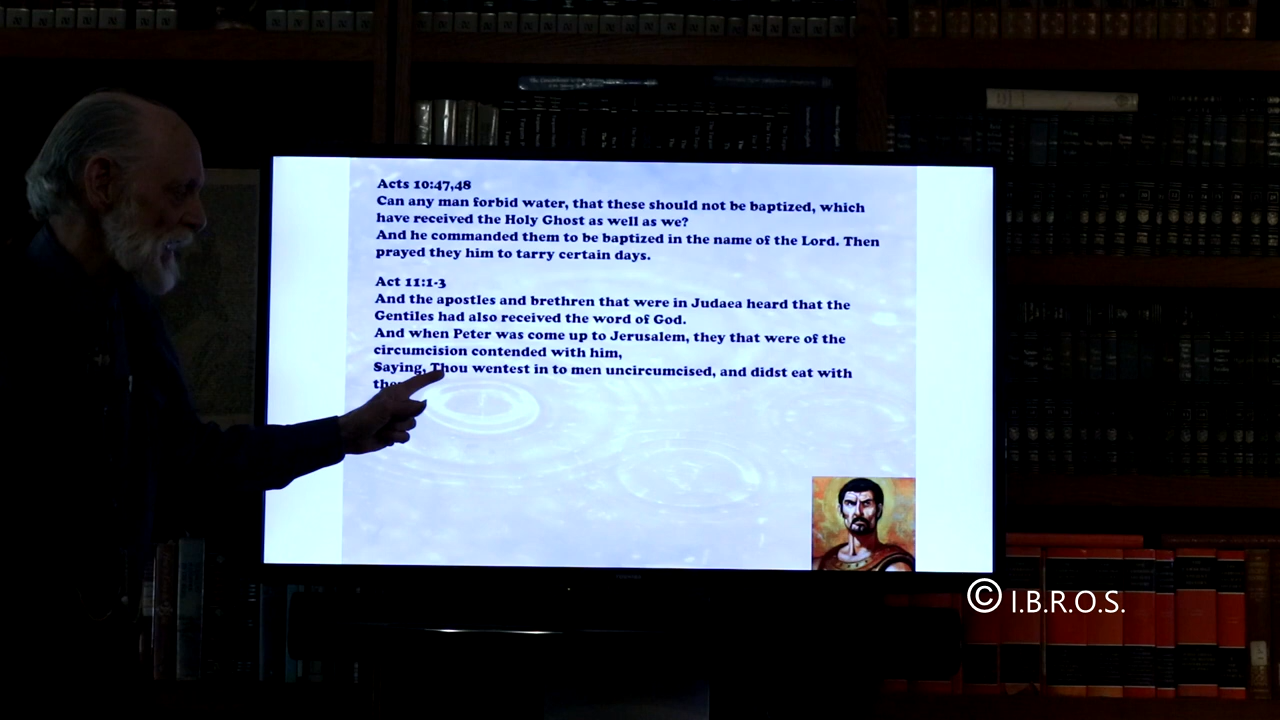 Acts 10:47,48
Can any man forbid water, that these should not be baptized, which
have received the Holy Ghost as well as we?
And he commanded them to be baptized in the name of the Lord. Then
prayed they him to tarry certain days.
Act 11:1-3
And the apostles and brethren that were in Judaea heard that the
Gentiles had also received the word of God.
And when Peter was come up to Jerusalem, they that were of the
circumcision contended with him,
Saying, Thou wentest in to men uncircumcised, and didst eat with
© I.B.R.O.S.